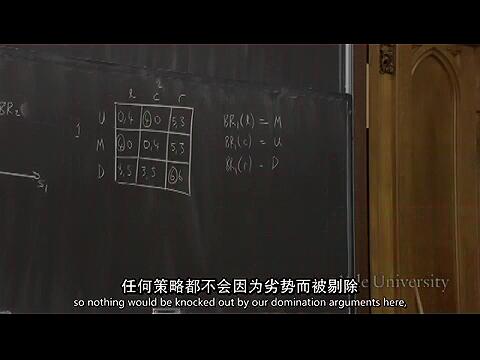 BR2(
2
l c r
1
U 0,4 4,0 5,3
M 4,0 0,4 5,3
D 3,5 3,5 6,6
BR1(l) = M
BR1(c) = U
BR1(r) = D
S1
任何策略都不会因为劣势而被剔除
University
so nothing would be knocked out by our domination arguments here,